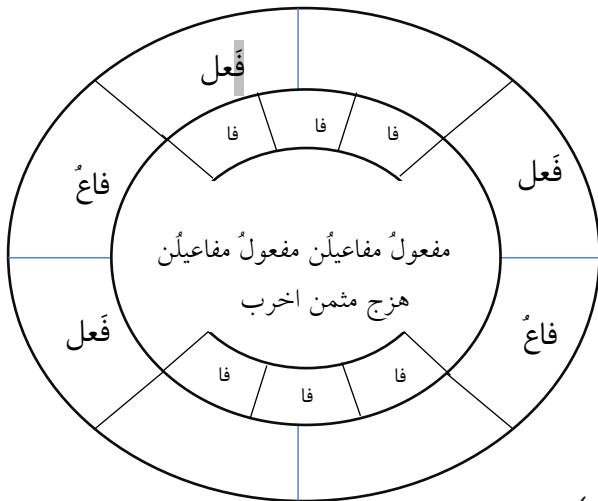 فَعل
فا
فا
فا
فَعل
فاعُ
مفعولُ مفاعیلُن مفعولُ مفاعیلُن
هزج مثمن اخرب
فاعُ
فَعل
فا
فا
فا